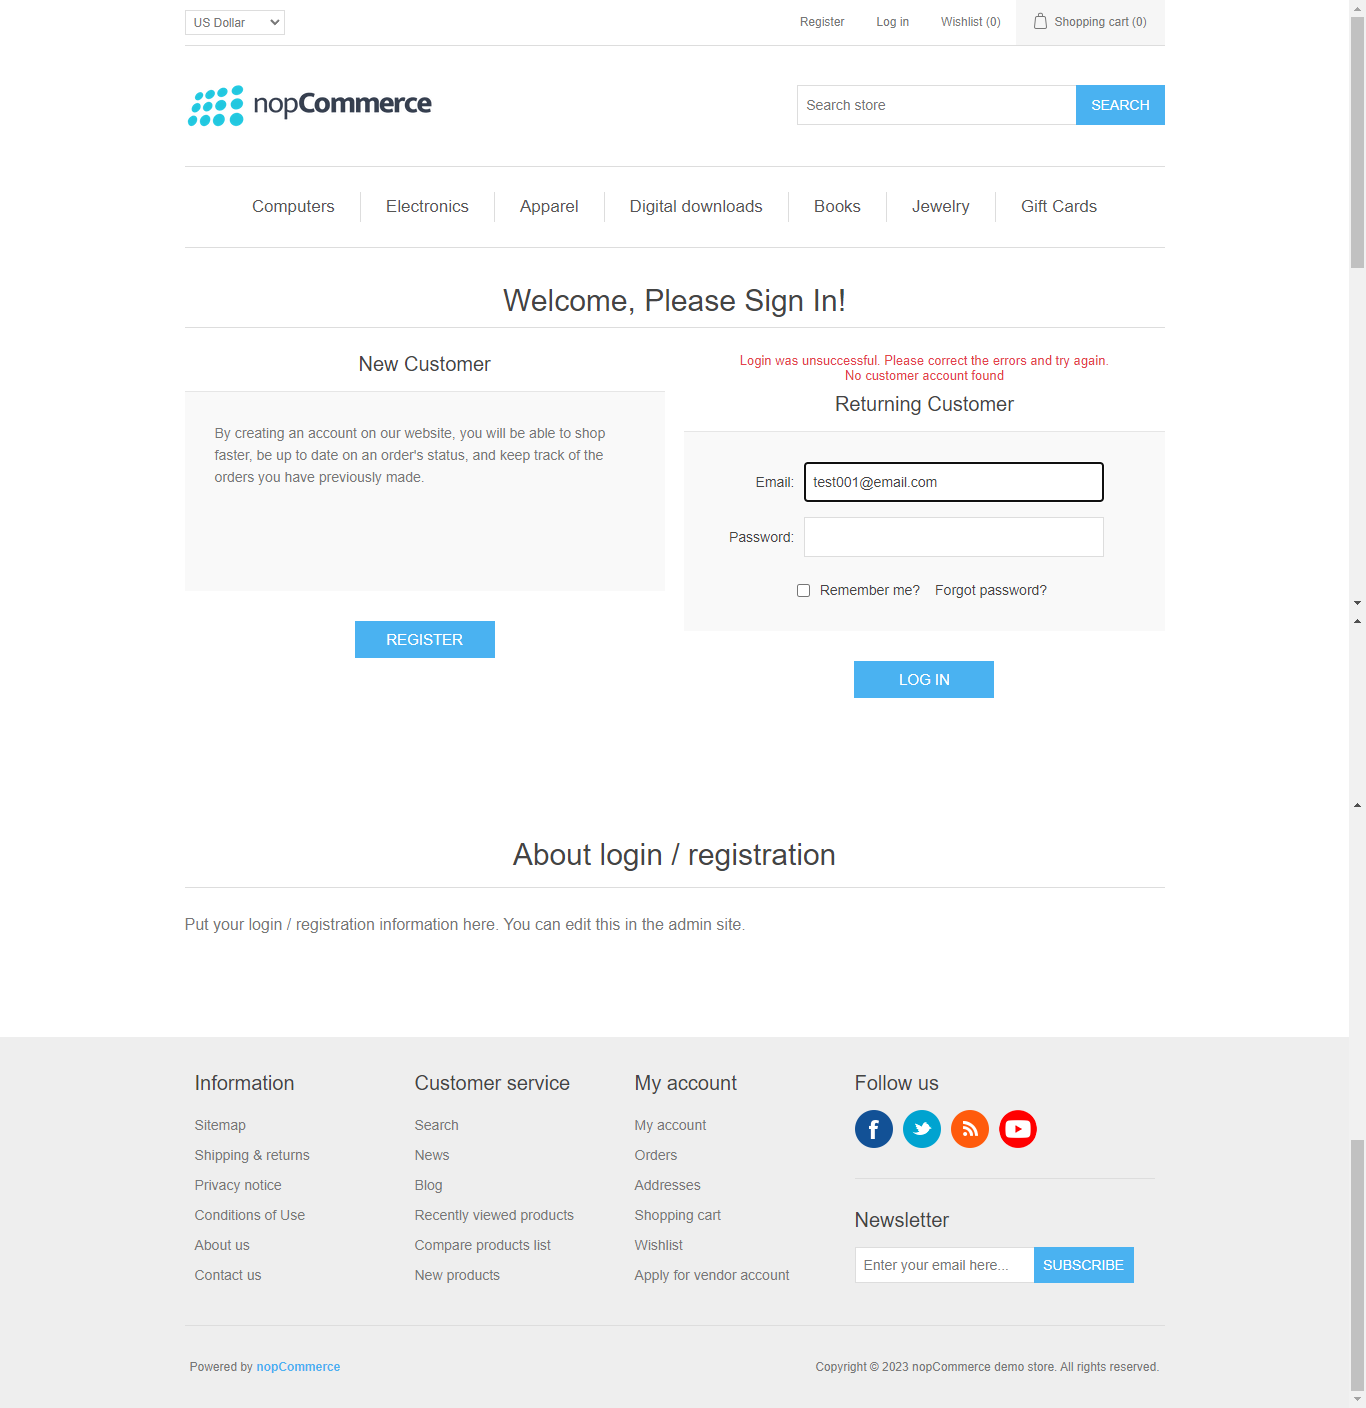 US Dollar
Register
Log in
Wishlist (0)
Shopping cart (0)
nopCommerce
Search store
SEARCH
Computers
Electronics
Apparel
Digital downloads
Books
Jewelry
Gift Cards
Welcome, Please Sign In!
New Customer
By creating an account on our website, you will be able to shop
faster, be up to date on an order's status, and keep track of the
orders you have previously made.
REGISTER
Login was unsuccessful. Please correct the errors and try again.
No customer account found
Returning Customer
Email:
test001@email.com
Password:
Remember me?
Forgot password?
LOG IN
About login / registration
Put your login / registration information here. You can edit this in the admin site.
Information
Sitemap
Shipping & returns
Privacy notice
Conditions of Use
About us
Contact us
Customer service
Search
News
Blog
Recently viewed products
Compare products list
New products
My account
My account
Orders
Addresses
Shopping cart
Wishlist
Apply for vendor account
Follow us
Newsletter
Enter your email here...
SUBSCRIBE
Powered by nopCommerce
Copyright © 2023 nopCommerce demo store. All rights reserved.